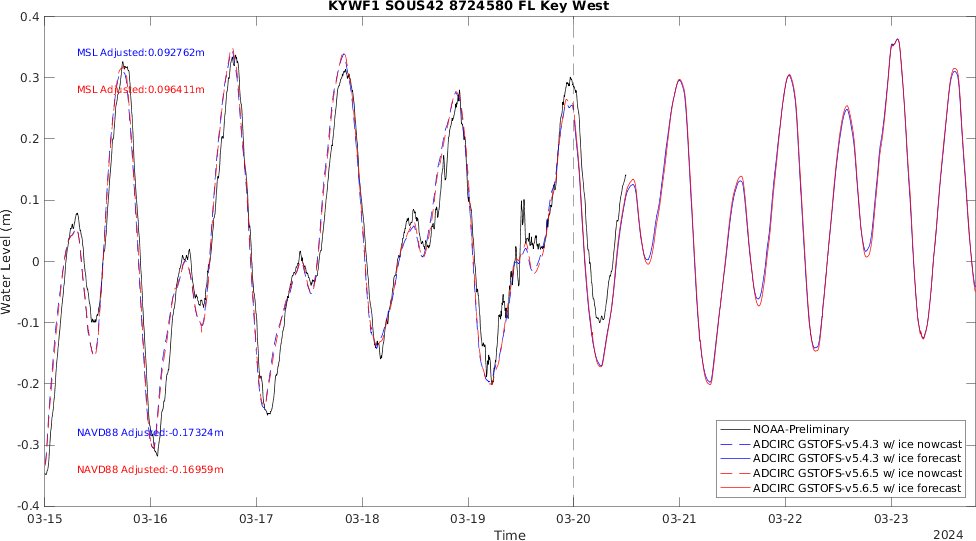 KYWF1 SOUS42 8724580 FL Key West
0.4
0.3
0.2
0.1
0
-0.1
-0.2
-0.3
-0.4
Water Level (m)
MSL Adjusted:0.092762m
MSL Adjusted:0.096411m
NAVD88 Adjusted:-0.17324m
NAVD88 Adjusted:-0.16959m
NOAA-Preliminary
ADCIRC GSTOFS-v5.4.3 w/ ice nowcast
ADCIRC GSTOFS-v5.4.3 w/ ice forecast
ADCIRC GSTOFS-v5.6.5 w/ ice nowcast
ADCIRC GSTOFS-v5.6.5 w/ ice forecast
03-15 03-16 03-17 03-18 03-19 03-20 03-21 03-22 03-23
Time
2024